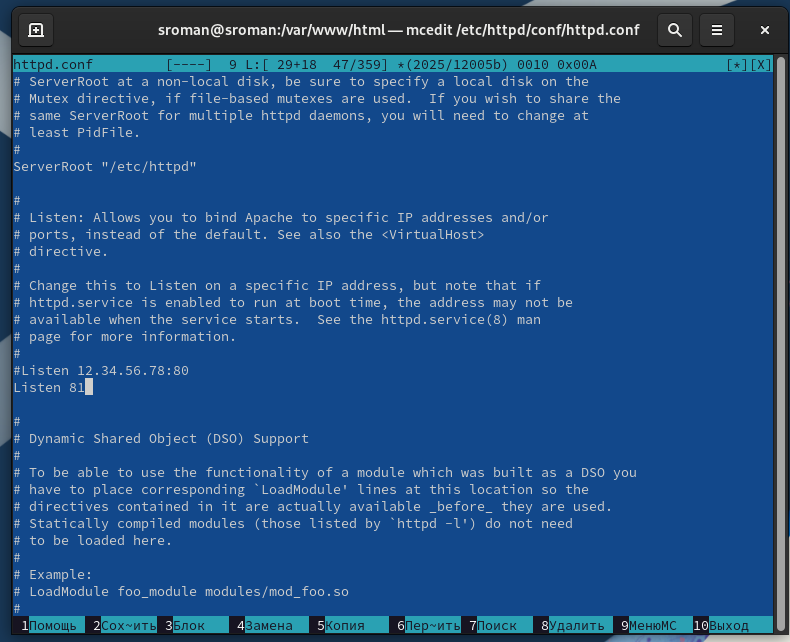 sroman@sroman:/var/www/html — mcedit /etc/httpd/conf/httpd.conf
httpd.conf [----] 9 L:[ 29+18 47/359] *(2025/12005b) 0010 0x00A [*][X]
# ServerRoot at a non-local disk, be sure to specify a local disk on the
# Mutex directive, if file-based mutexes are used.  If you wish to share the
# same ServerRoot for multiple httpd daemons, you will need to change at
# least PidFile.
#
ServerRoot "/etc/httpd"
#
# Listen: Allows you to bind Apache to specific IP addresses and/or
# ports, instead of the default. See also the <VirtualHost>
# directive.
#
# Change this to Listen on a specific IP address, but note that if
# httpd.service is enabled to run at boot time, the address may not be
# available when the service starts.  See the httpd.service(8) man
# page for more information.
#
#Listen 12.34.56.78:80
Listen 81
#
# Dynamic Shared Object (DSO) Support
#
# To be able to use the functionality of a module which was built as a DSO you
# have to place corresponding `LoadModule' lines at this location so the
# directives contained in it are actually available _before_ they are used.
# Statically compiled modules (those listed by `httpd -l') do not need
# to be loaded here.
#
# Example:
# LoadModule foo_module modules/mod_foo.so
#
1Помощь 2Сох~ить 3Блок 4Замена 5Копия 6Пер~ить 7Поиск 8Удалить 9МенюMC 10Выход